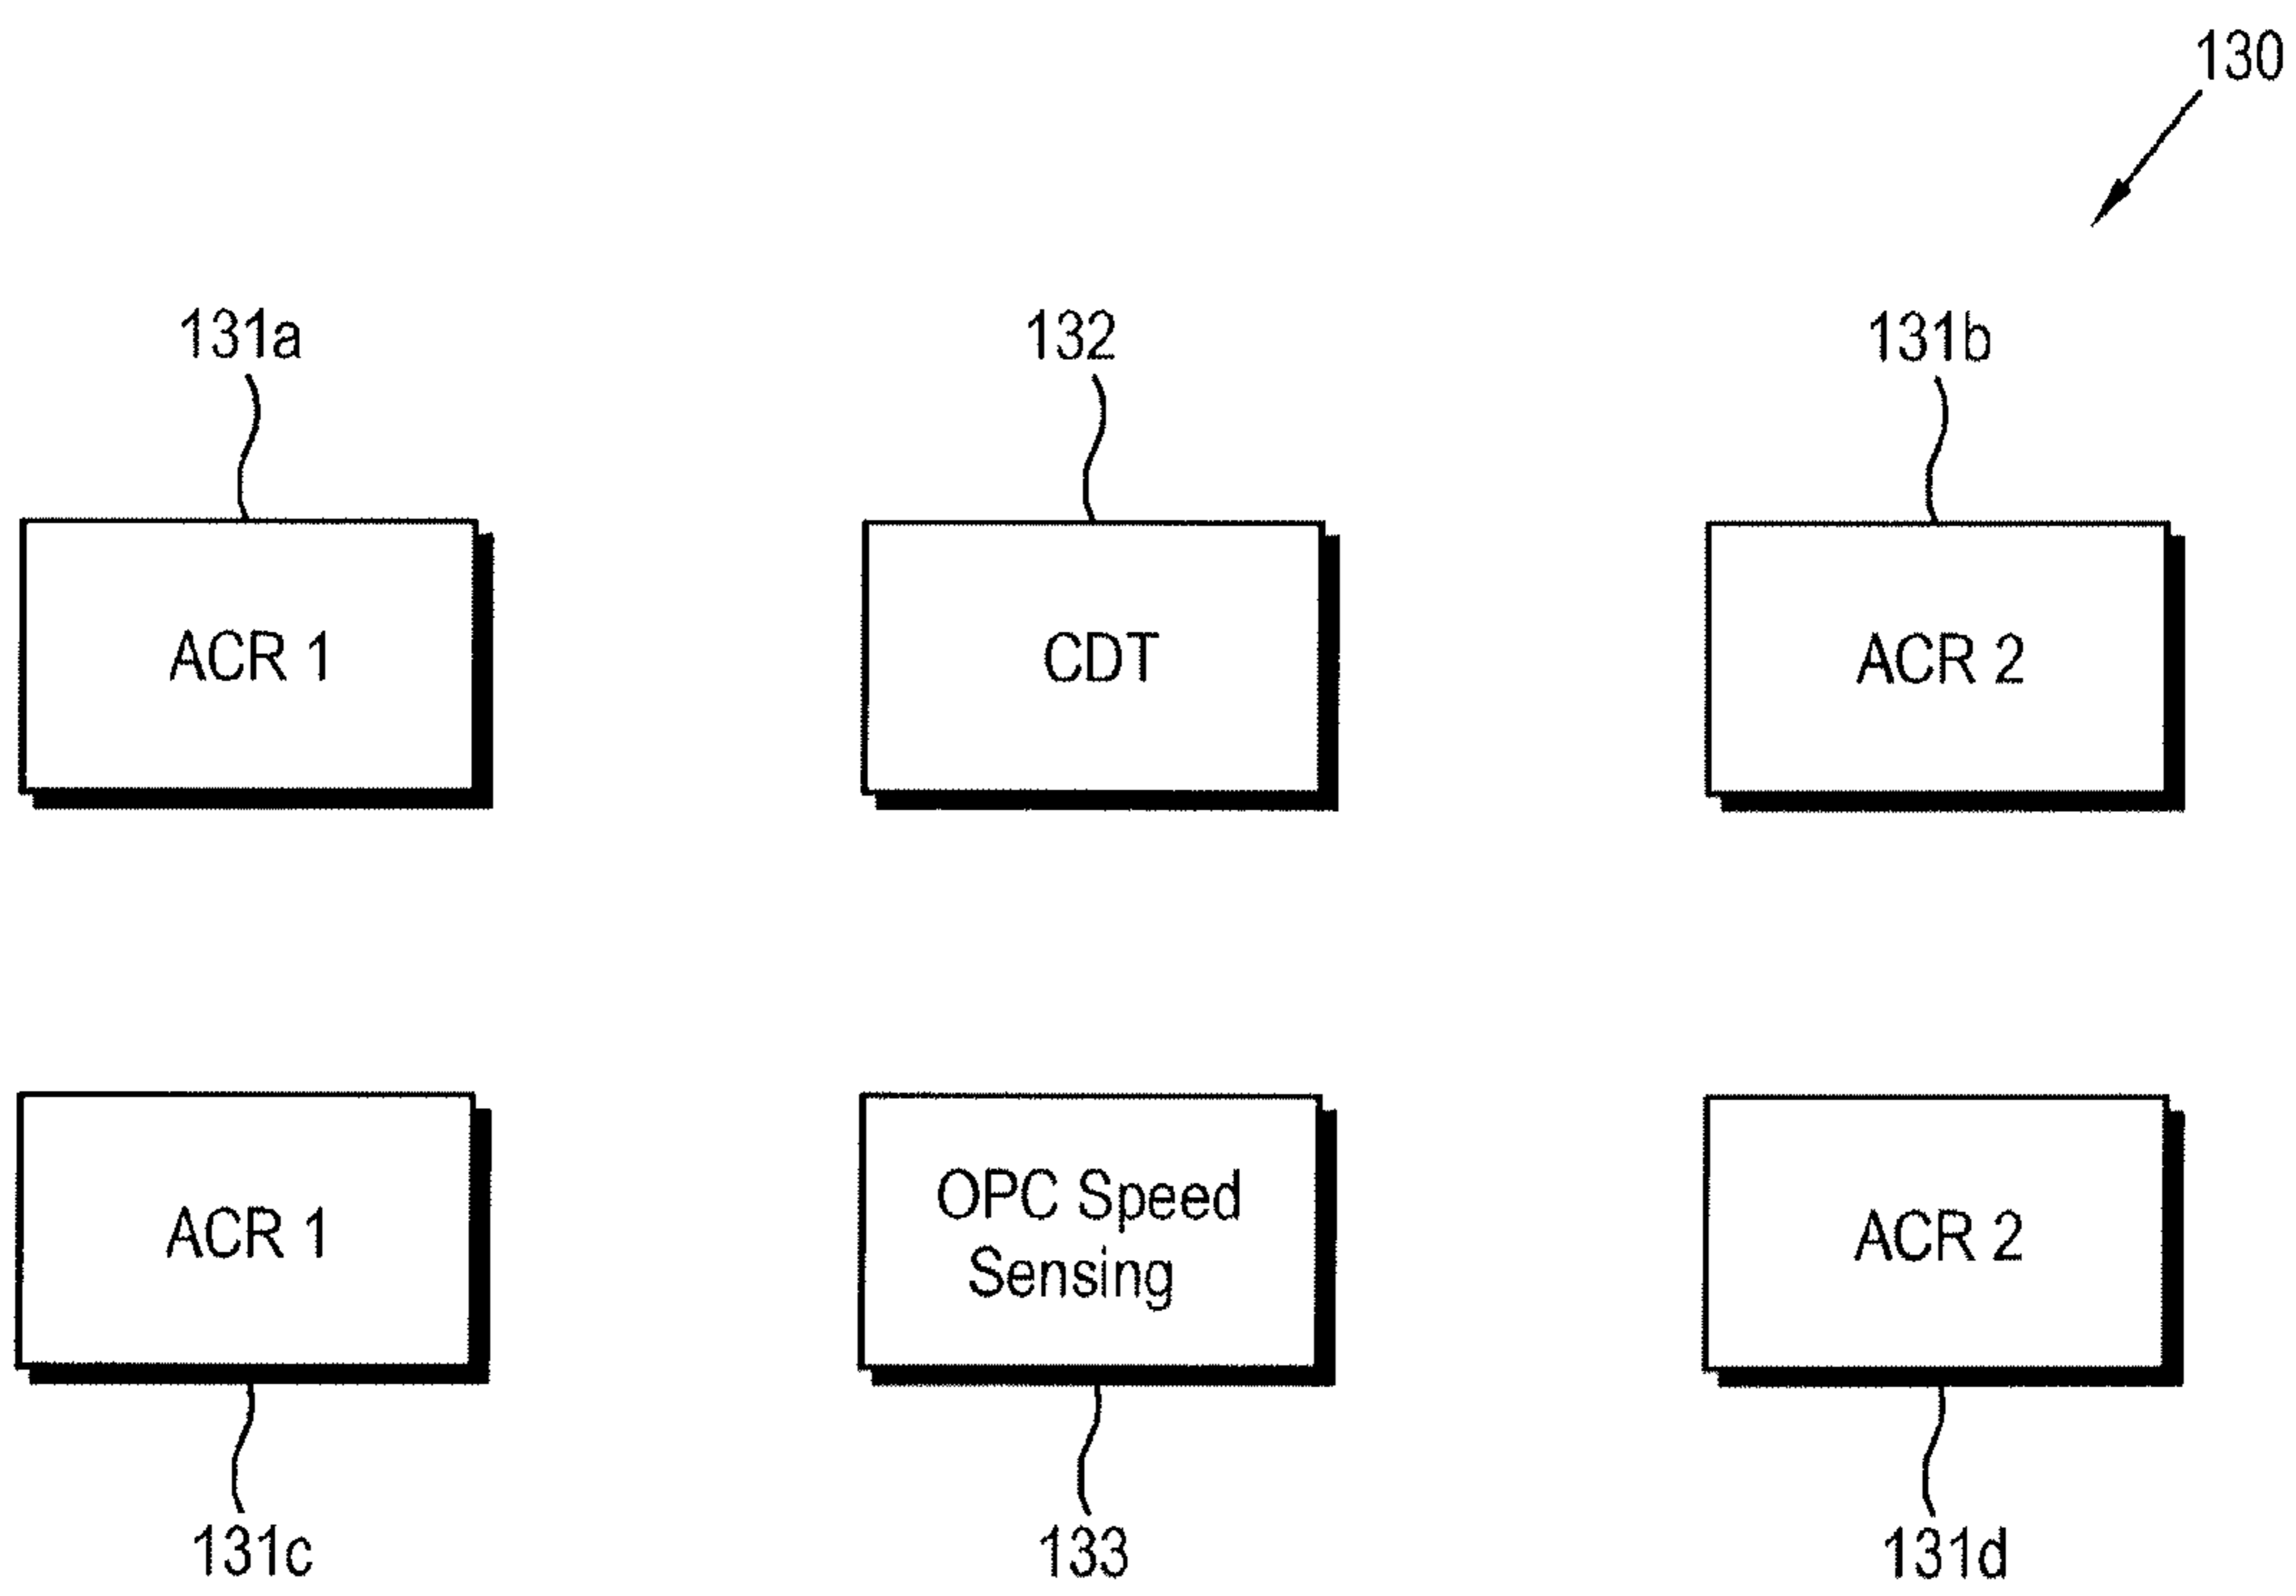 130
131a
132
131b
ACR 1
CDT
ACR 2
ACR 1
OPC Speed
Sensing
ACR 2
131c
133
131d